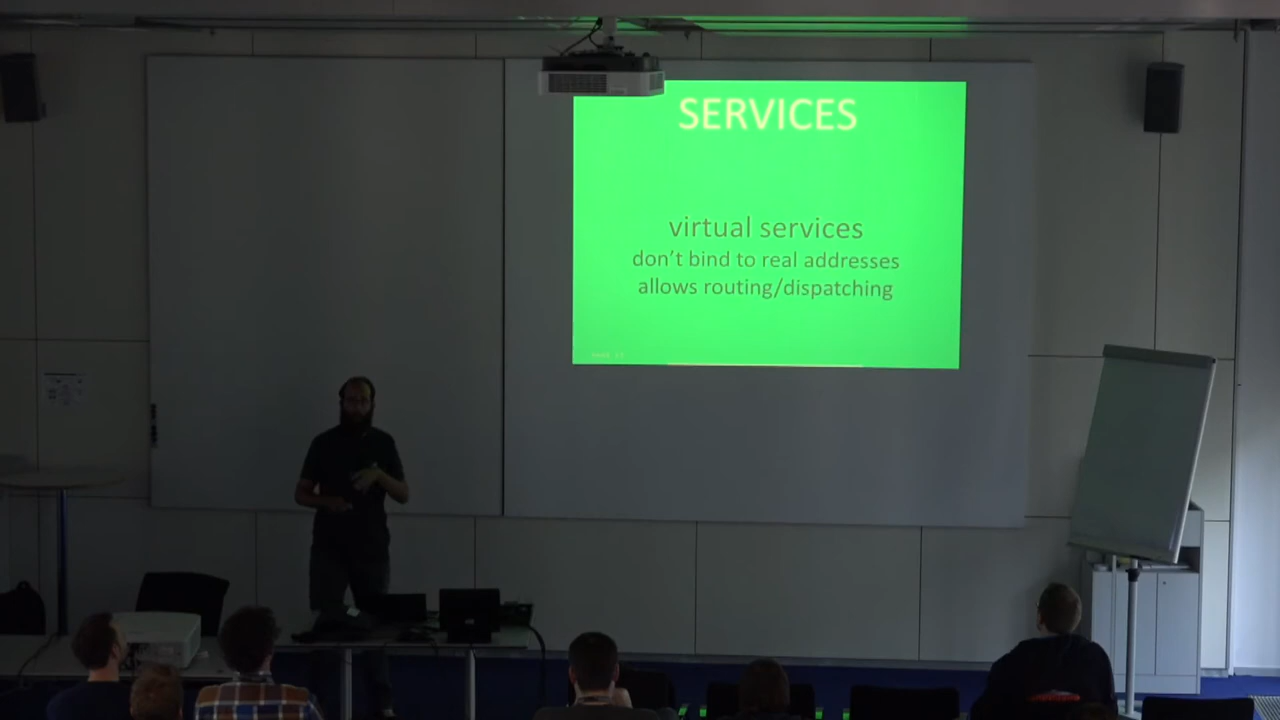 SERVICES
virtual services
don't bind to real addresses
allows routing/dispatching